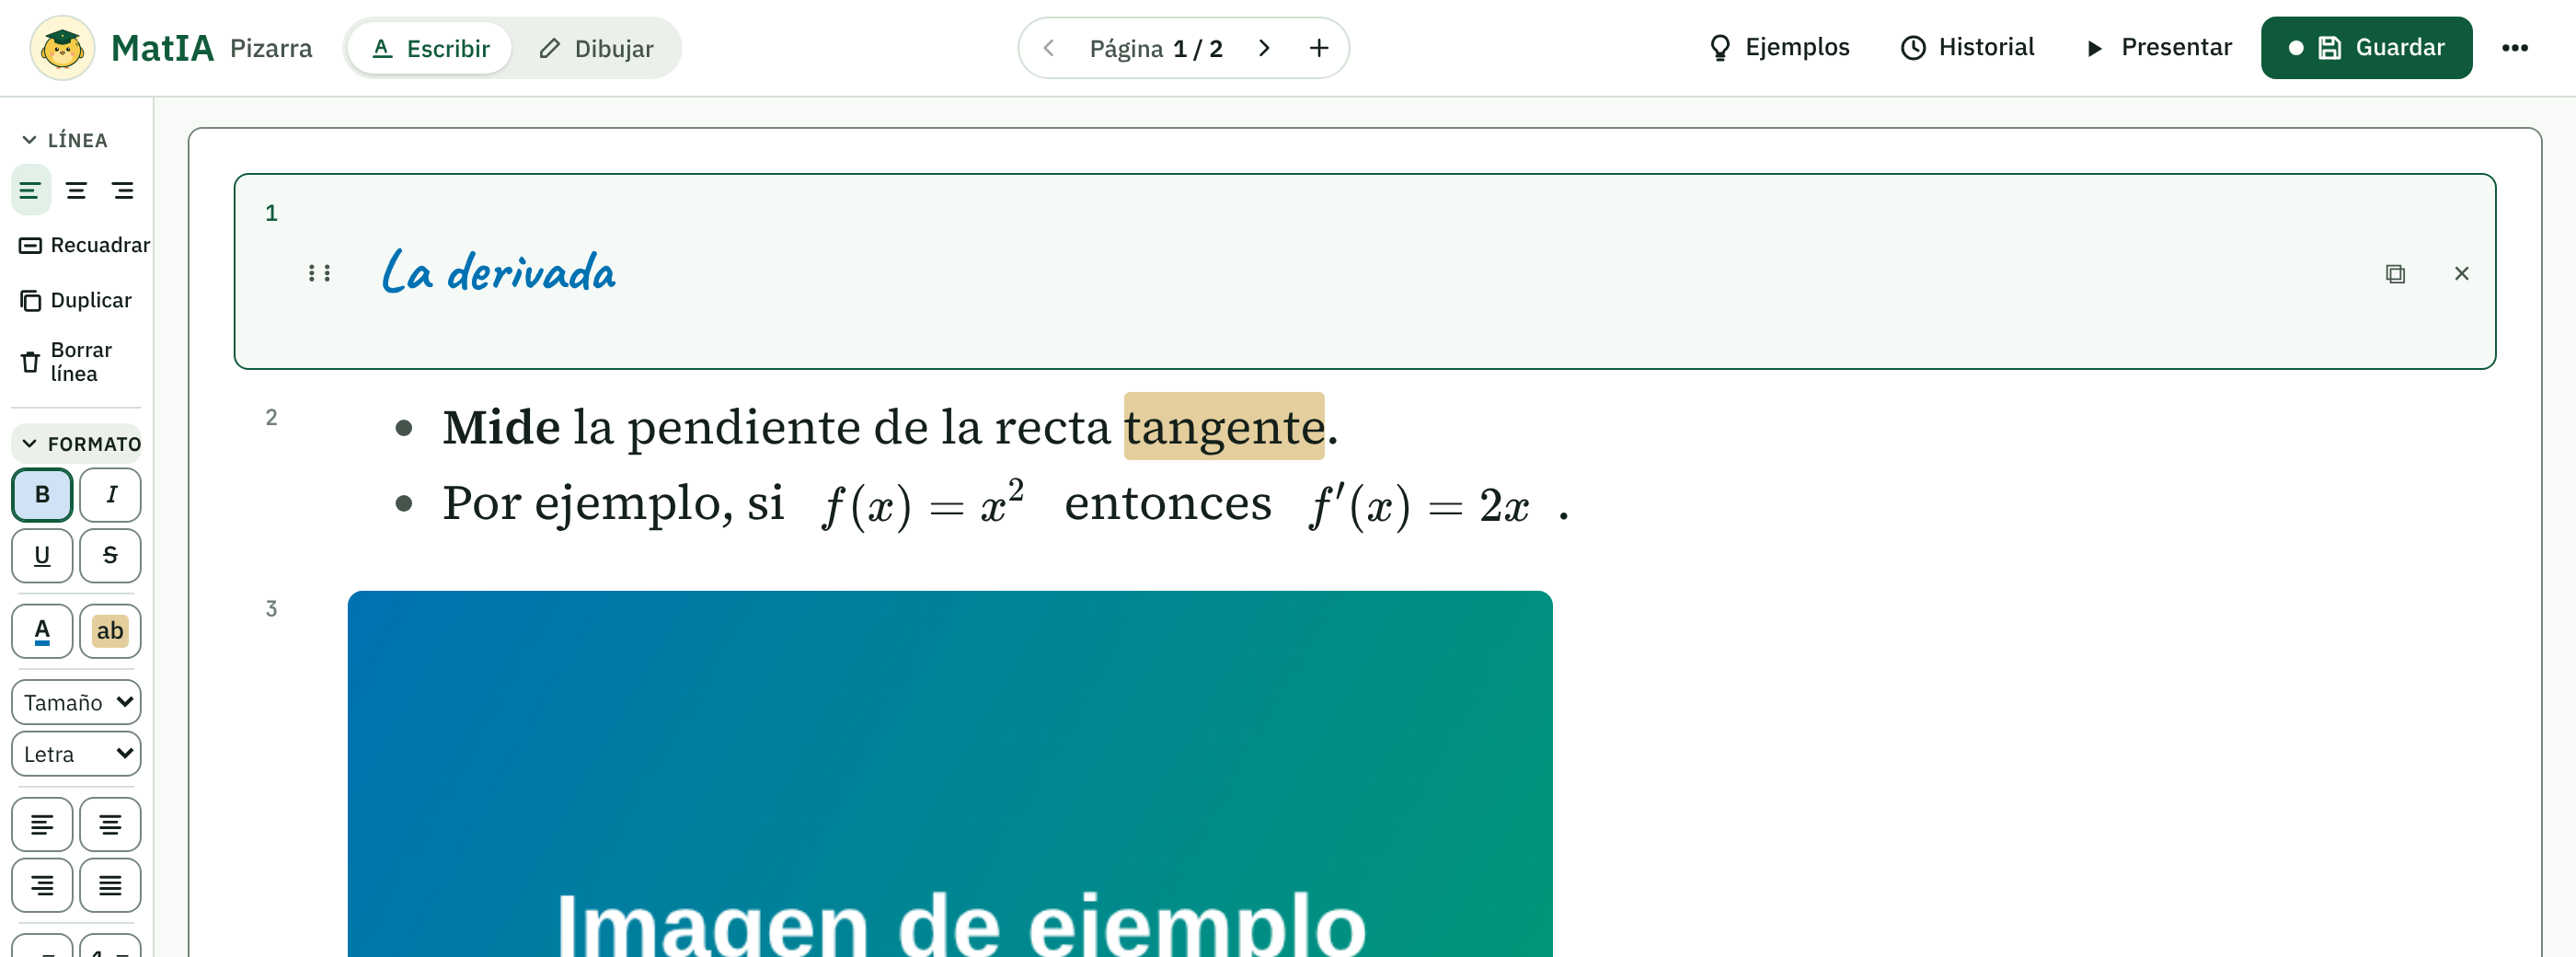 MatIA Pizarra Escribir Dibujar Página 1 / 2 Ejemplos Historial Presentar Guardar
LÍNEA
Recuadrar
Duplicar
Borrar
línea
FORMATO
B I
U S
A ab
Tamaño
Letra
1
La derivada
2
Mide la pendiente de la recta tangente.
Por ejemplo, si f(x) = x² entonces f′(x) = 2x .
3
Imagen de ejemplo